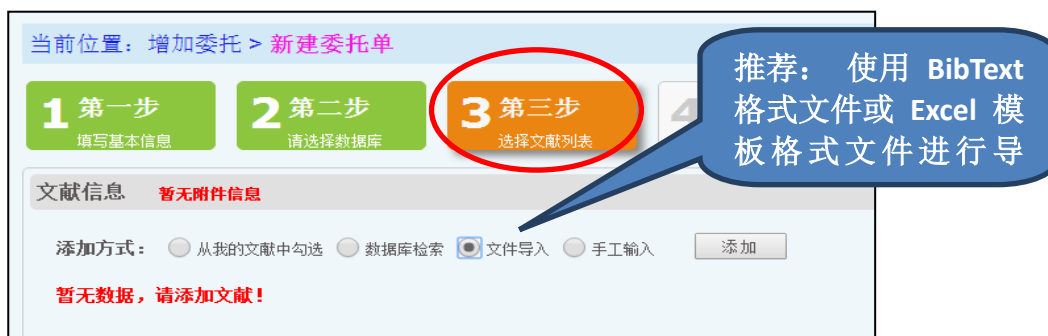 当前位置：增加委托 > 新建委托单
1 第一步
填写基本信息
2 第二步
请选择数据库
3 第三步
选择文献列表
4
推荐： 使用 BibText
格式文件或 Excel 模
板格式文件进行导
文献信息 暂无附件信息
添加方式： 从我的文献中勾选 数据库检索 文件导入 手工输入 添加
暂无数据，请添加文献！